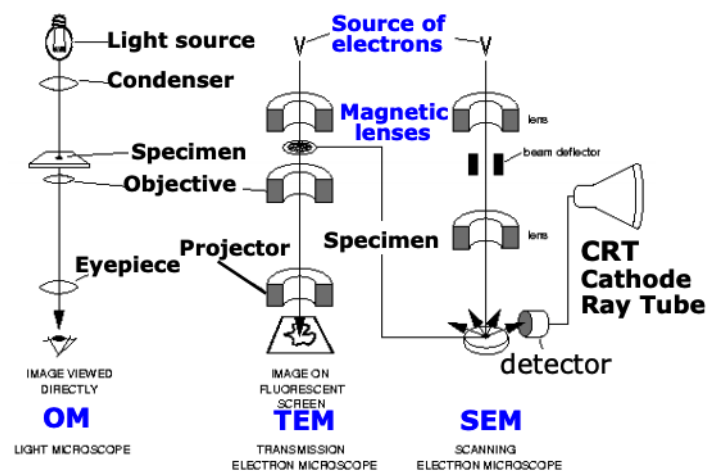 Light source
Condenser
Specimen
Objective
Eyepiece
IMAGE VIEWED
DIRECTLY
OM
LIGHT MICROSCOPE
Source of
electrons
Magnetic
lenses
Projector
Specimen
IMAGE ON
FLUORESCENT
SCREEN
TEM
TRANSMISSION
ELECTRON MICROSCOPE
lens
beam deflector
lens
CRT
Cathode
Ray Tube
detector
SEM
SCANNING
ELECTRON MICROSCOPE